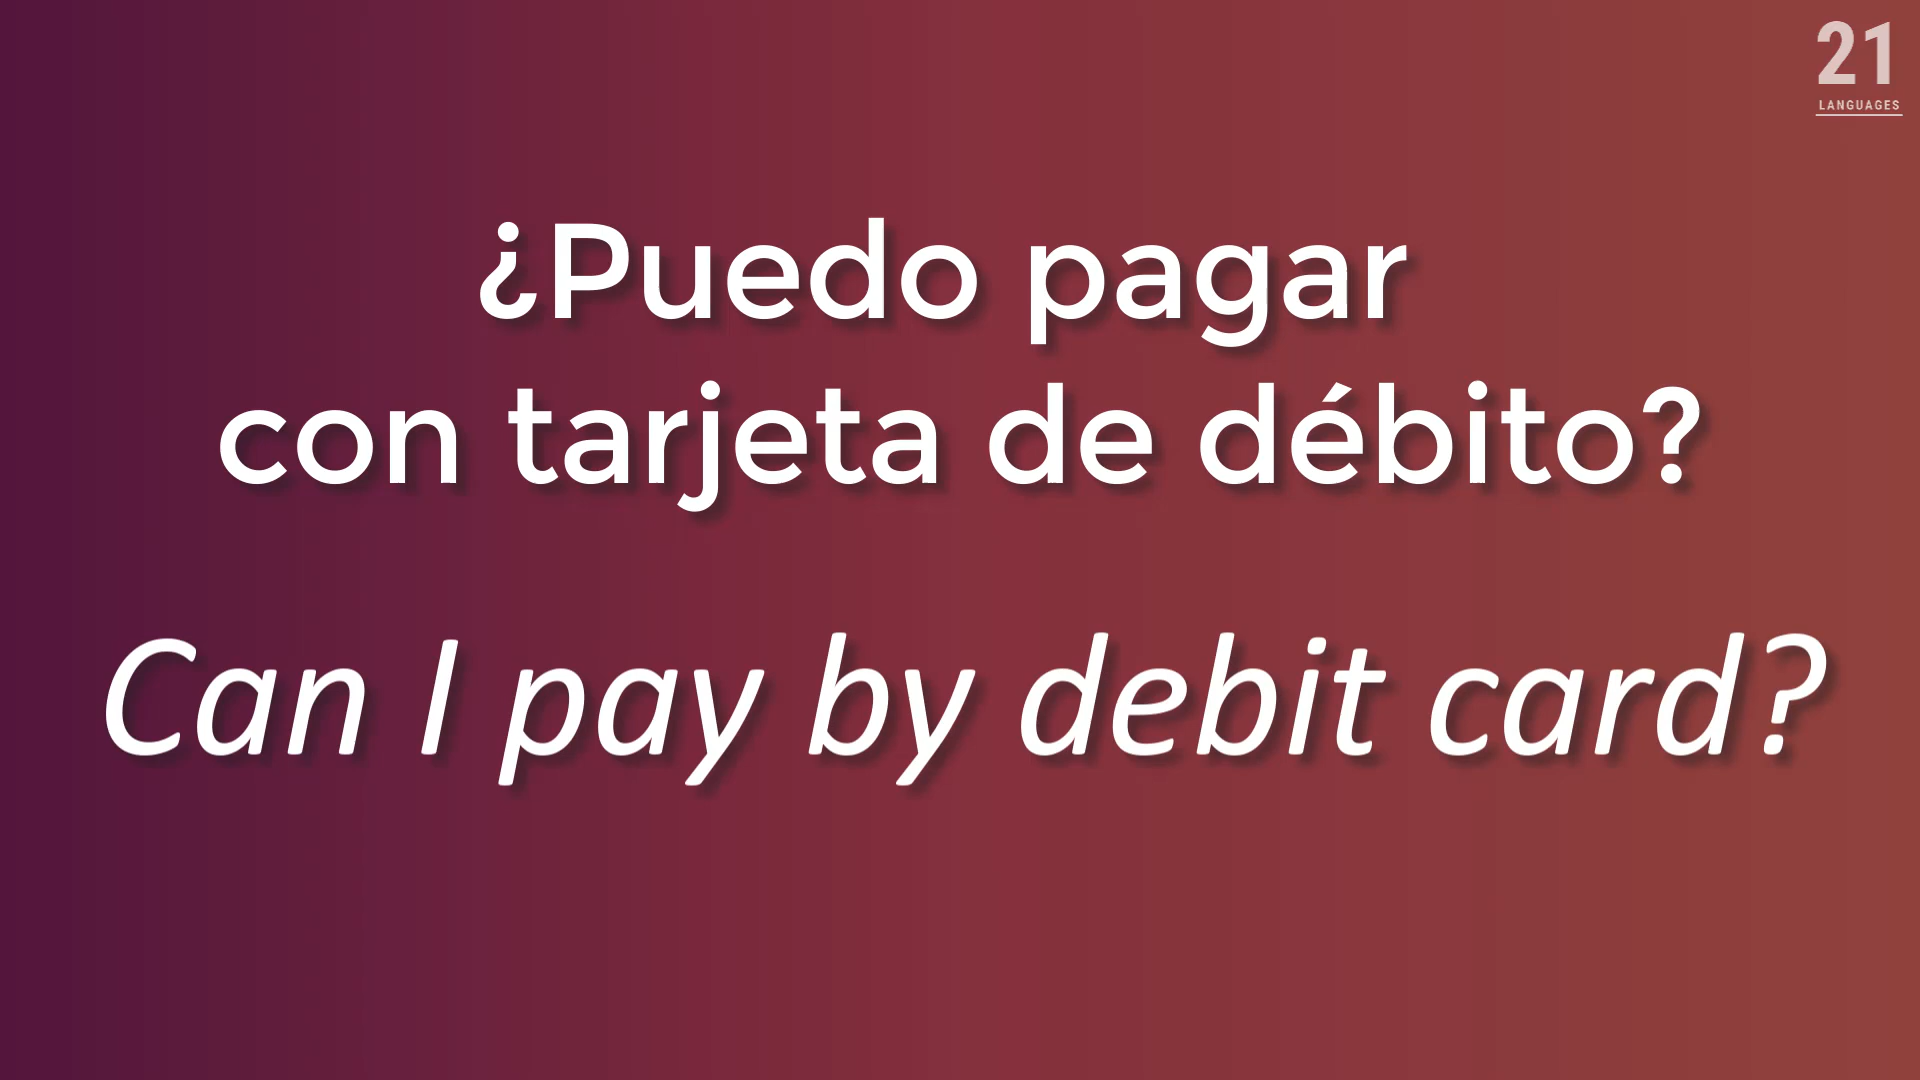 21
LANGUAGES
¿Puedo pagar
con tarjeta de débito?
Can I pay by debit card?